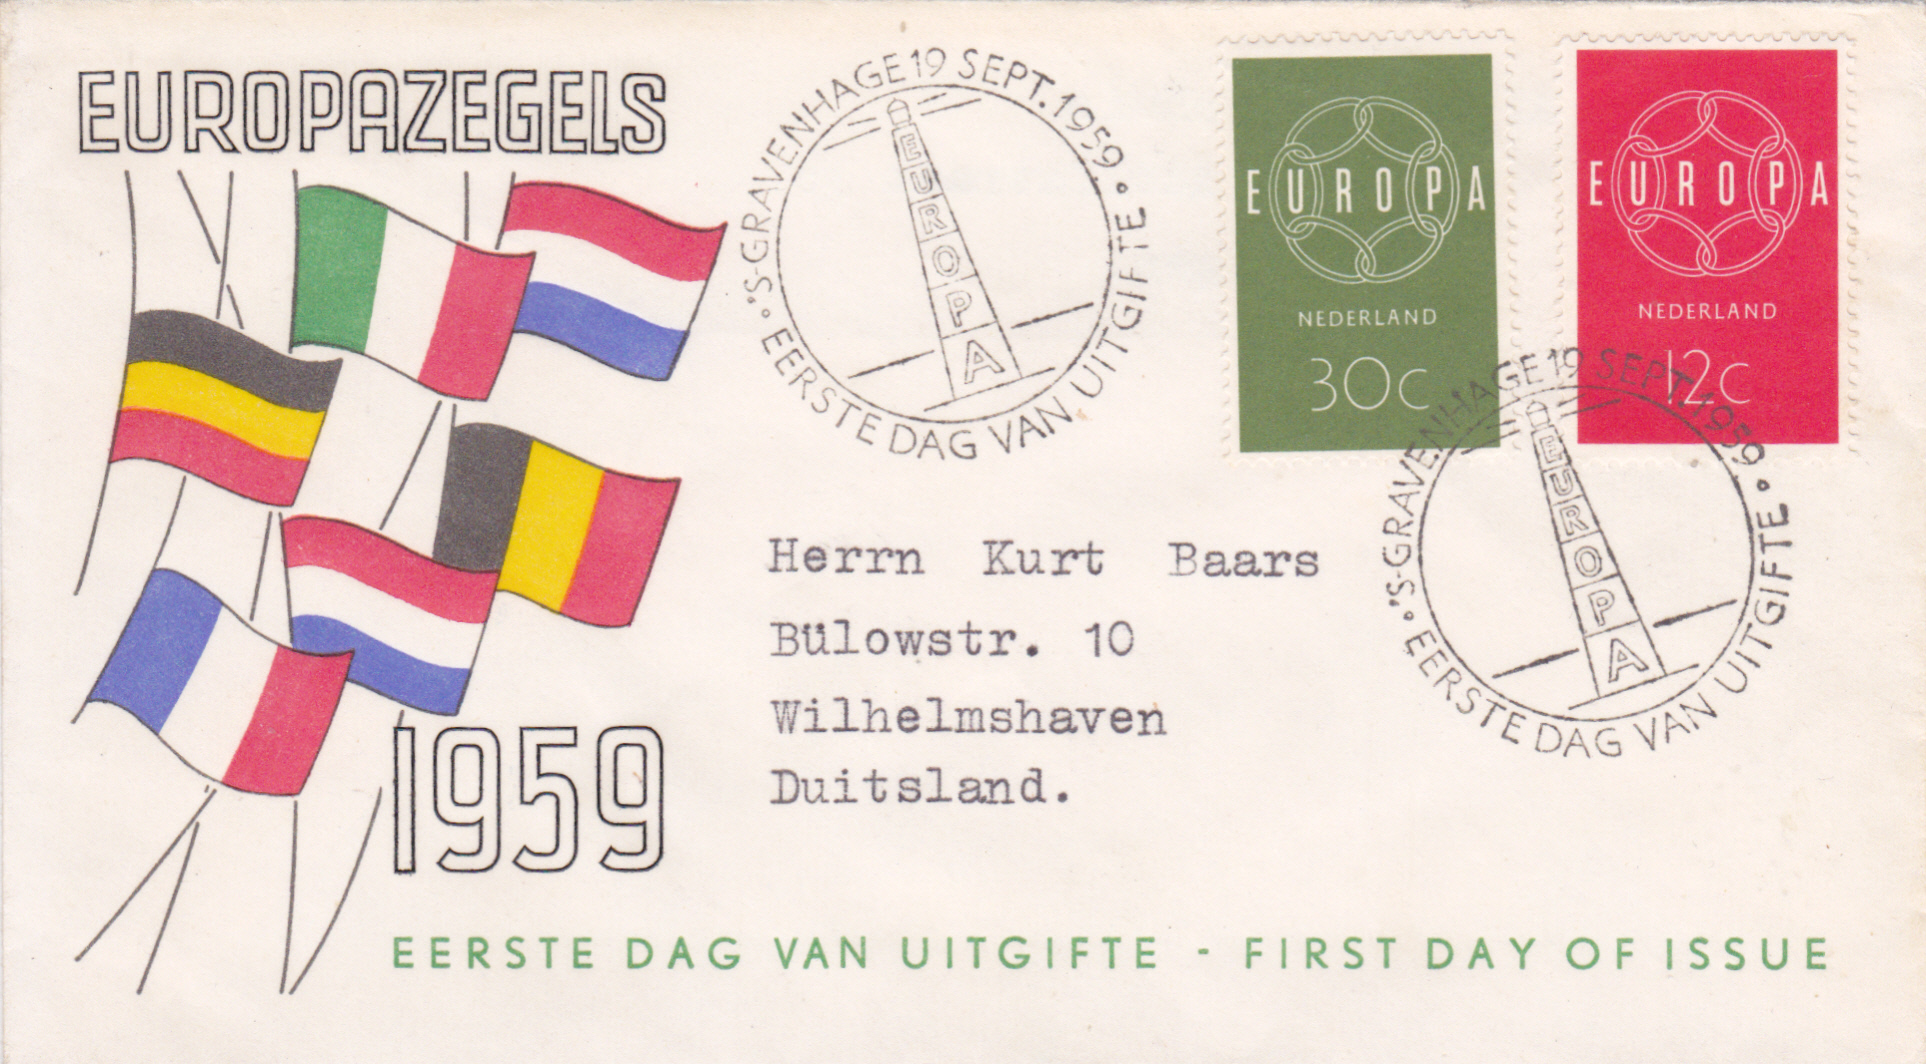 EUROPAZEGELS
'S-GRAVENHAGE 19 SEPT. 1959
EERSTE DAG VAN UITGIFTE
EUROPA
EUROPA
NEDERLAND
30c
EUROPA
NEDERLAND
12c
'S-GRAVENHAGE 19 SEPT. 1959
EERSTE DAG VAN UITGIFTE
EUROPA
Herrn Kurt Baars
Bülowstr. 10
Wilhelmshaven
Duitsland.
1959
EERSTE DAG VAN UITGIFTE - FIRST DAY OF ISSUE